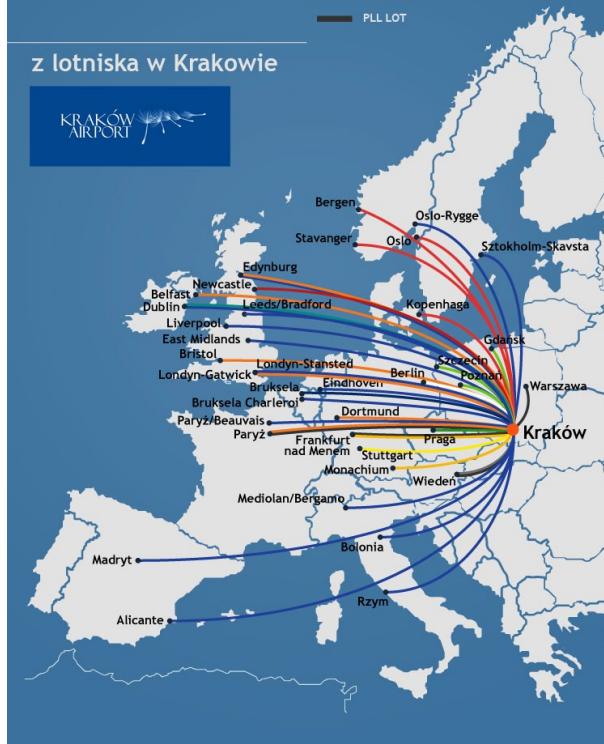 PLL LOT
z lotniska w Krakowie
KRAKÓW
AIRPORT
Bergen
Oslo-Rygge
Stavanger
Oslo
Sztokholm-Skavsta
Edynburg
Newcastle
Belfast
Dublin
Leeds/Bradford
Kopenhaga
Liverpool
East Midlands
Gdańsk
Bristol
Londyn-Stansted
Szczecin
Londyn-Gatwick
Berlin
Poznań
Bruksela
Eindhoven
Warszawa
Bruksela Charleroj
Dortmund
Paryż/Beauvais
Paryż
Kraków
Frankfurt
nad Menem
Praga
Stuttgart
Monachium
Wiedeń
Mediolan/Bergamo
Bolonia
Madryt
Rzym
Alicante